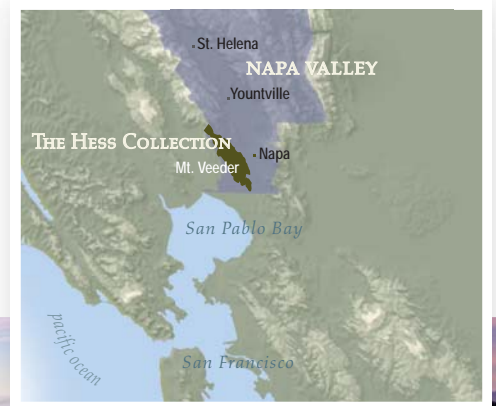 St. Helena
NAPA VALLEY
Yountville
THE HESS COLLECTION
Napa
Mt. Veeder
San Pablo Bay
pacific ocean
San Francisco